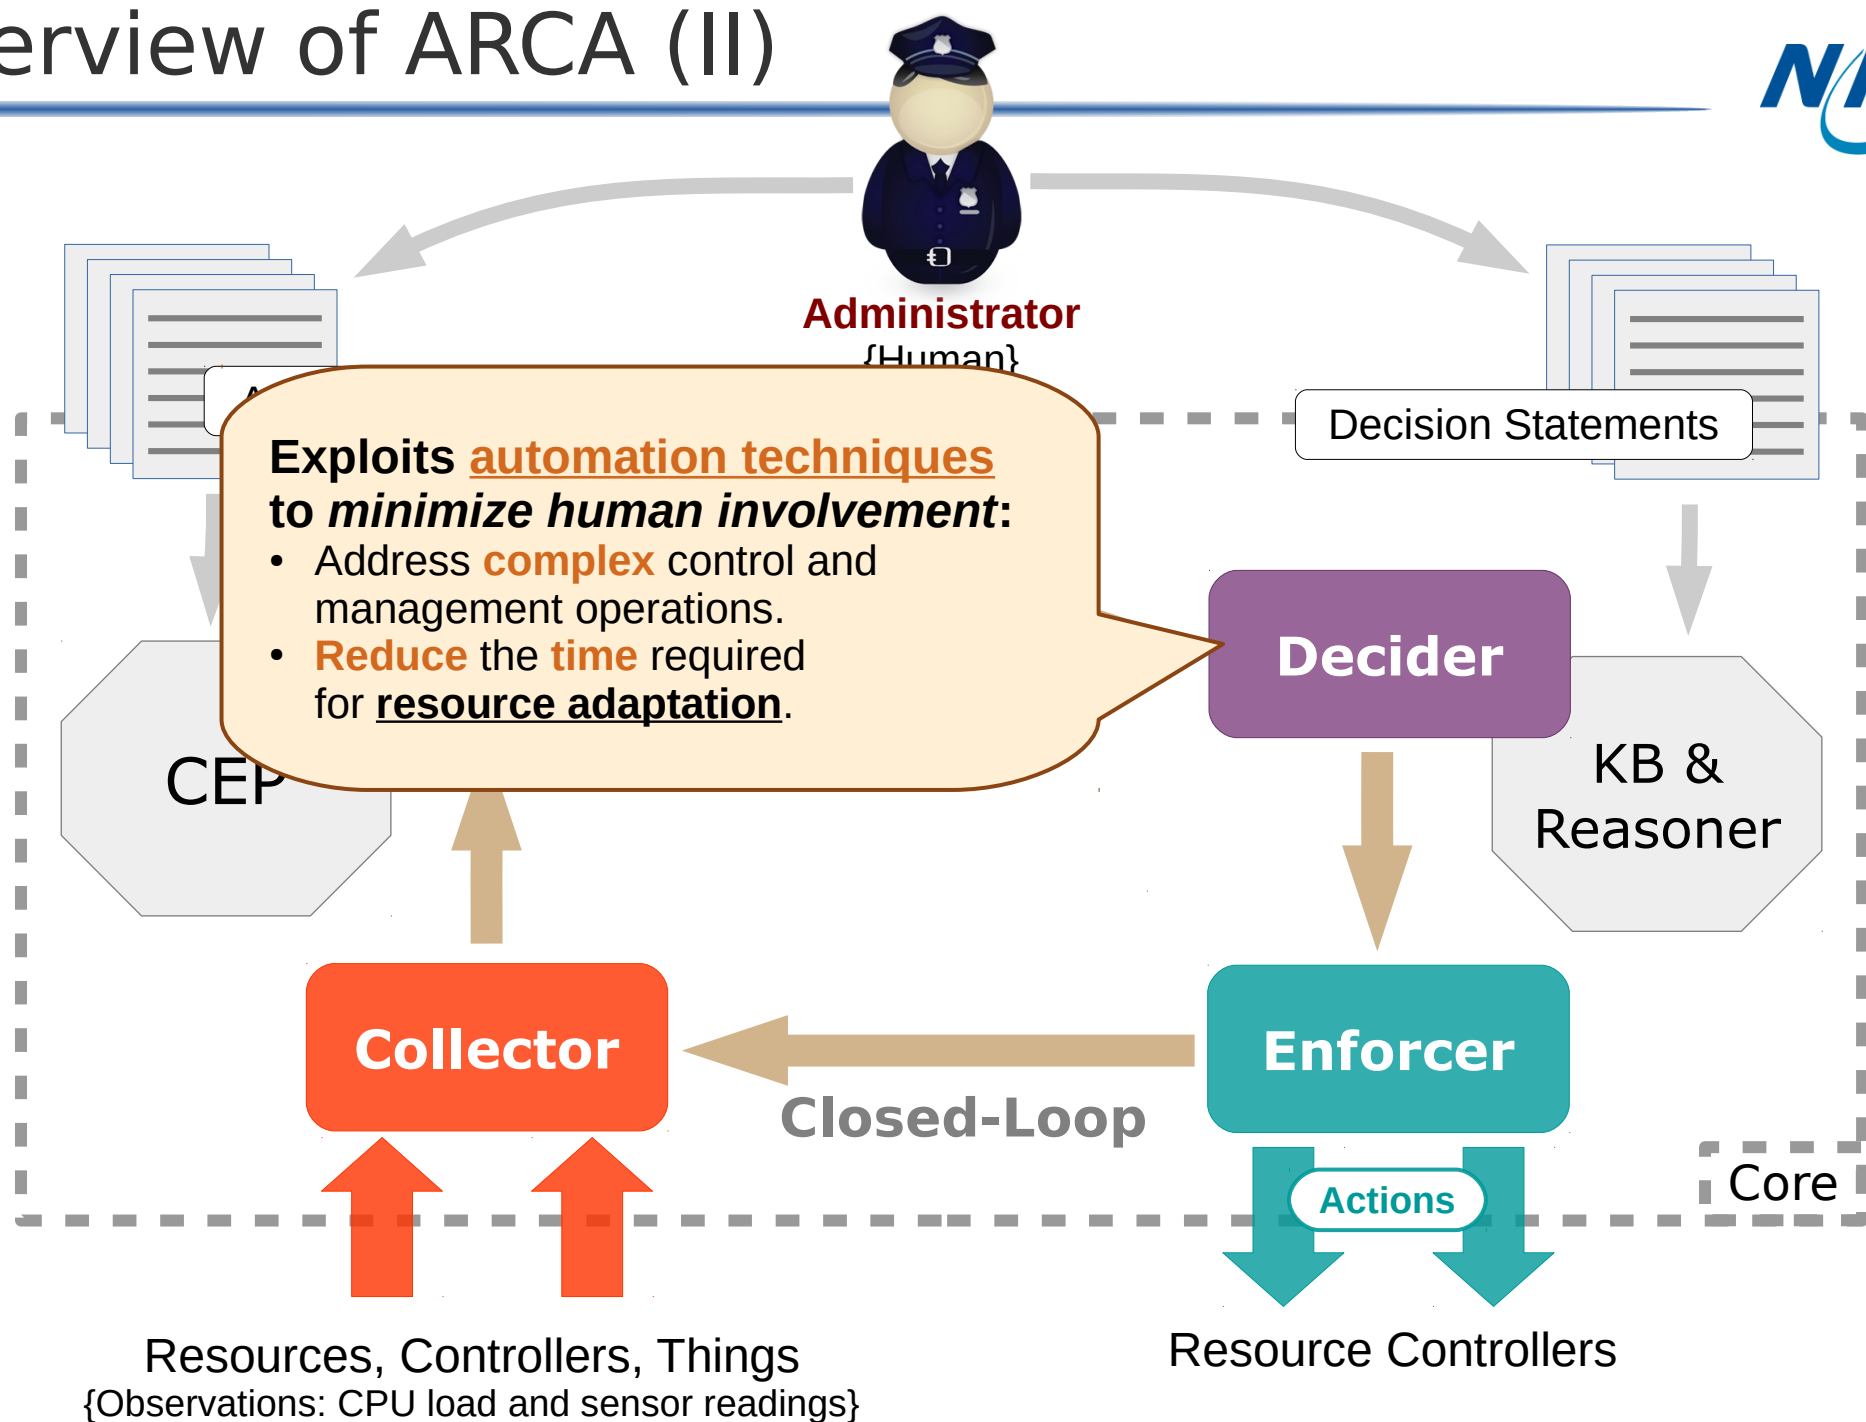 erview of ARCA (II)
Administrator
{Human}
Decision Statements
Exploits automation techniques
to minimize human involvement:
• Address complex control and
management operations.
• Reduce the time required
for resource adaptation.
Decider
CEP
KB &
Reasoner
Collector
Enforcer
Closed-Loop
Actions
Core
Resources, Controllers, Things
{Observations: CPU load and sensor readings}
Resource Controllers